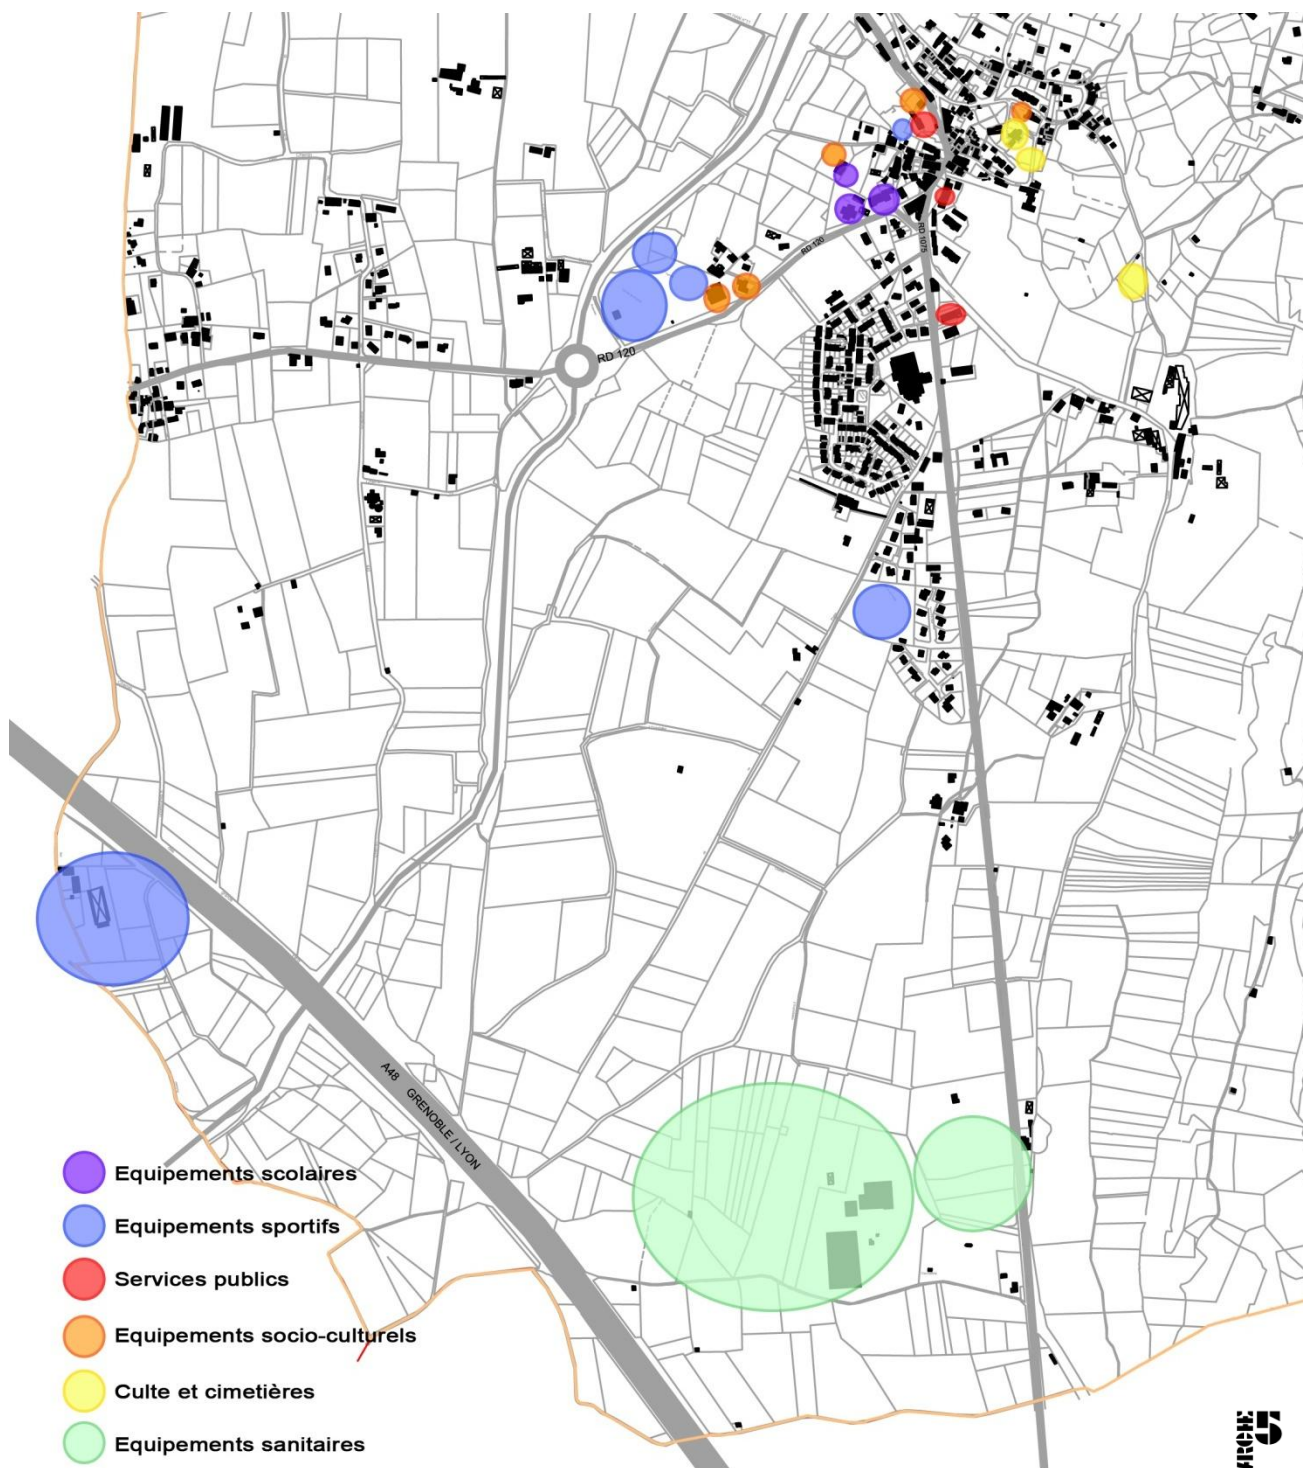 RD 120
RD 1075
RD 120
A48 GRENOBLE / LYON
Equipements scolaires
Equipements sportifs
Services publics
Equipements socio-culturels
Culte et cimetières
Equipements sanitaires
5